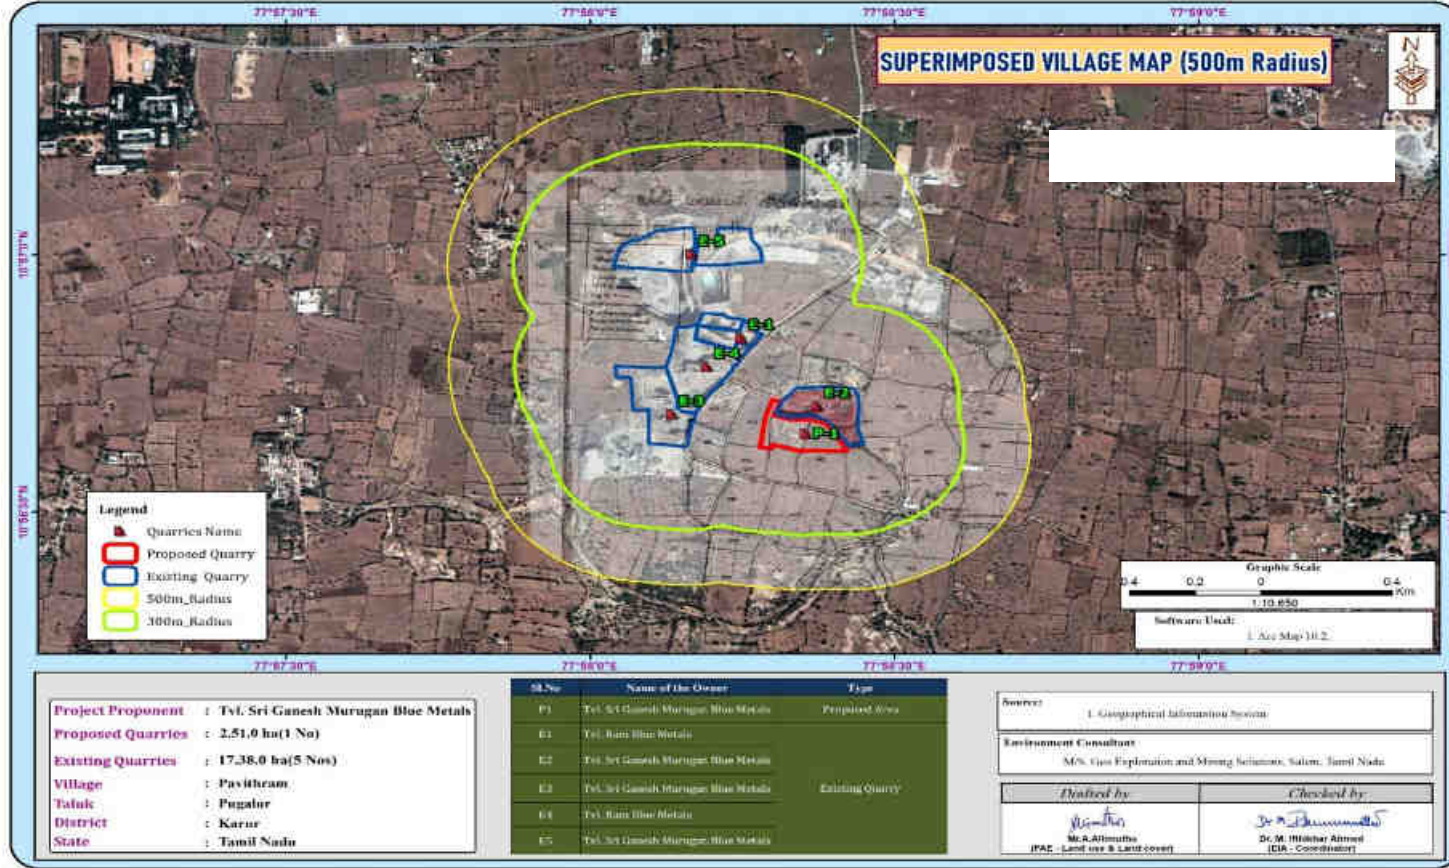 77°57'30"E 77°58'0"E 77°58'30"E 77°59'0"E
SUPERIMPOSED VILLAGE MAP (500m Radius)
N
E-5
E-1
E-4
E-2
E-3
P-1
Legend
Quarries Name
Proposed Quarry
Existing Quarry
500m_Radius
300m_Radius
Graphic Scale
0.4 0.2 0 0.4
Km
1:10,650
Software Used:
1. Arc Map 10.2.
77°57'30"E 77°58'0"E 77°58'30"E 77°59'0"E
Project Proponent : Tvl. Sri Ganesh Murugan Blue Metals
Proposed Quarries : 2.51.0 ha(1 No)
Existing Quarries : 17.38.0 ha(5 Nos)
Village : Pavithram
Taluk : Pugalur
District : Karur
State : Tamil Nadu
Sl.No Name of the Owner Type
P1 Tvl. Sri Ganesh Murugan Blue Metals Proposed Area
E1 Tvl. Ram Blue Metals
E2 Tvl. Sri Ganesh Murugan Blue Metals
E3 Tvl. Sri Ganesh Murugan Blue Metals Existing Quarry
E4 Tvl. Ram Blue Metals
E5 Tvl. Sri Ganesh Murugan Blue Metals
Source:
1. Geographical Information System
Environment Consultant
M/S. Geo Exploration and Mining Solutions, Salem, Tamil Nadu
Drafted by Checked by
Mr.A.Allimuthu Dr. M. Ifthikhar Ahmed
(FAE - Land use & Land cover) (EIA - Coordinator)